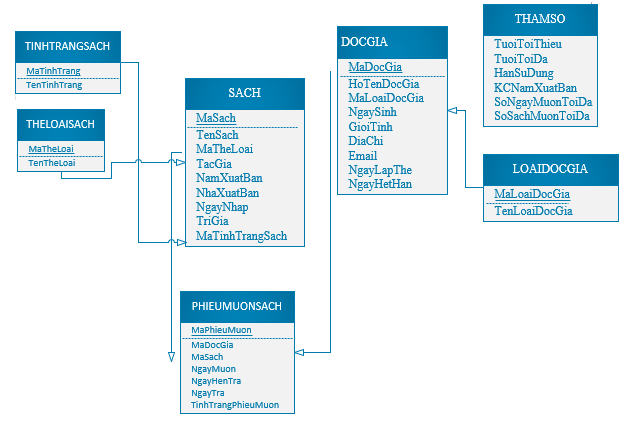 TINHTRANGSACH
MaTinhTrang
TenTinhTrang
THELOAISACH
MaTheLoai
TenTheLoai
SACH
MaSach
TenSach
MaTheLoai
TacGia
NamXuatBan
NhaXuatBan
NgayNhap
TriGia
MaTinhTrangSach
PHIEUMUONSACH
MaPhieuMuon
MaDocGia
MaSach
NgayMuon
NgayHenTra
NgayTra
TinhTrangPhieuMuon
DOCGIA
MaDocGia
HoTenDocGia
MaLoaiDocGia
NgaySinh
GioiTinh
DiaChi
Email
NgayLapThe
NgayHetHan
THAMSO
TuoiToiThieu
TuoiToiDa
HanSuDung
KCNamXuatBan
SoNgayMuonToiDa
SoSachMuonToiDa
LOAIDOCGIA
MaLoaiDocGia
TenLoaiDocGia